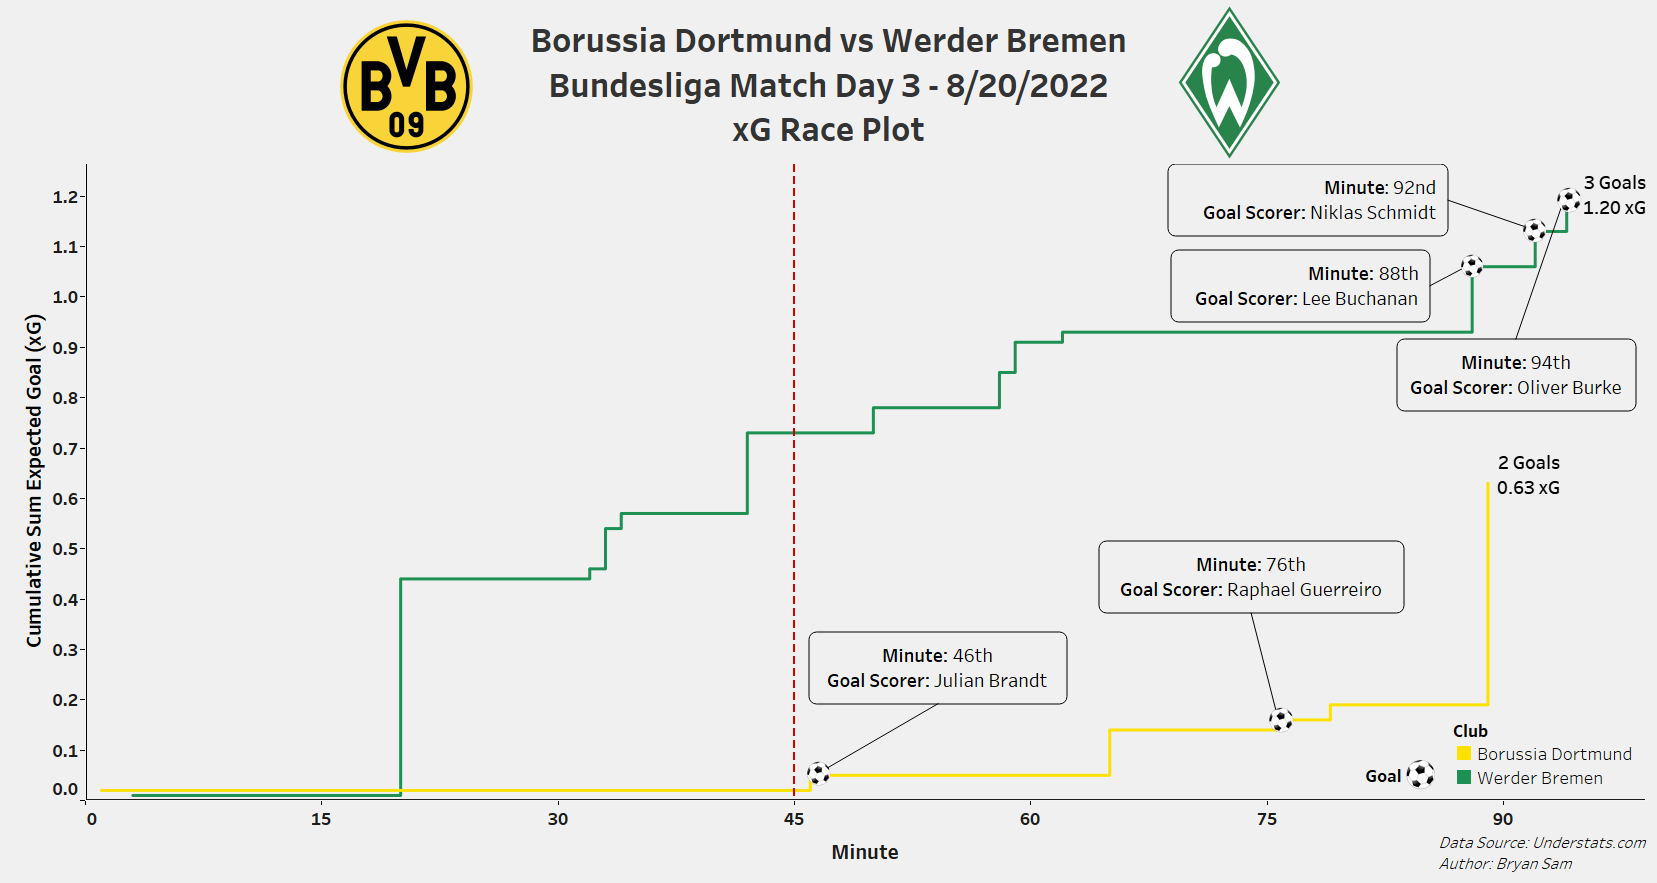 Borussia Dortmund vs Werder Bremen
Bundesliga Match Day 3 - 8/20/2022
xG Race Plot
BVB
09
W
Cumulative Sum Expected Goal (xG)
1.2
1.1
1.0
0.9
0.8
0.7
0.6
0.5
0.4
0.3
0.2
0.1
0.0
Minute: 92nd
Goal Scorer: Niklas Schmidt
3 Goals
1.20 xG
Minute: 88th
Goal Scorer: Lee Buchanan
Minute: 94th
Goal Scorer: Oliver Burke
2 Goals
0.63 xG
Minute: 76th
Goal Scorer: Raphael Guerreiro
Minute: 46th
Goal Scorer: Julian Brandt
Club
Borussia Dortmund
Werder Bremen
Goal
0 15 30 45 60 75 90
Minute
Data Source: Understats.com
Author: Bryan Sam